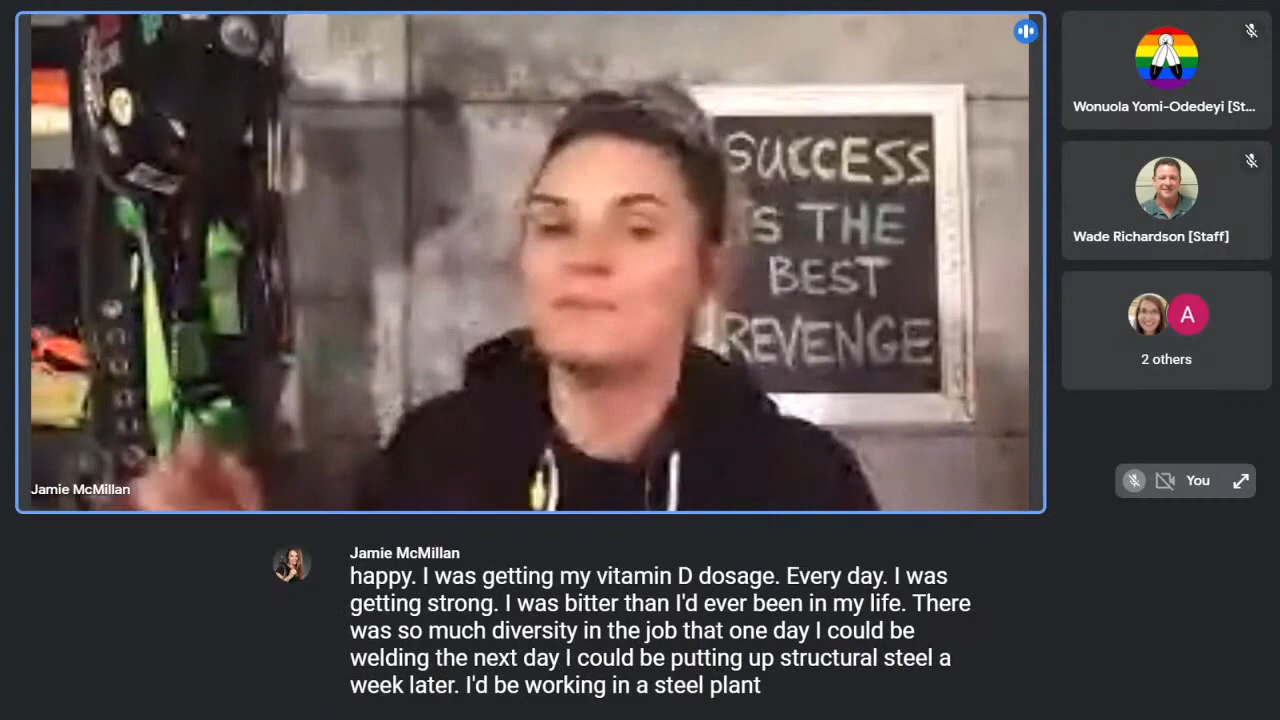 SUCCESS
IS THE
BEST
REVENGE
Jamie McMillan
Wonuola Yomi-Odedeyi [St...
Wade Richardson [Staff]
A
2 others
You
Jamie McMillan
happy. I was getting my vitamin D dosage. Every day. I was
getting strong. I was bitter than I'd ever been in my life. There
was so much diversity in the job that one day I could be
welding the next day I could be putting up structural steel a
week later. I'd be working in a steel plant